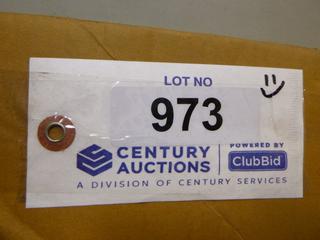 LOT NO
973
CENTURY AUCTIONS
POWERED BY
ClubBid
A DIVISION OF CENTURY SERVICES